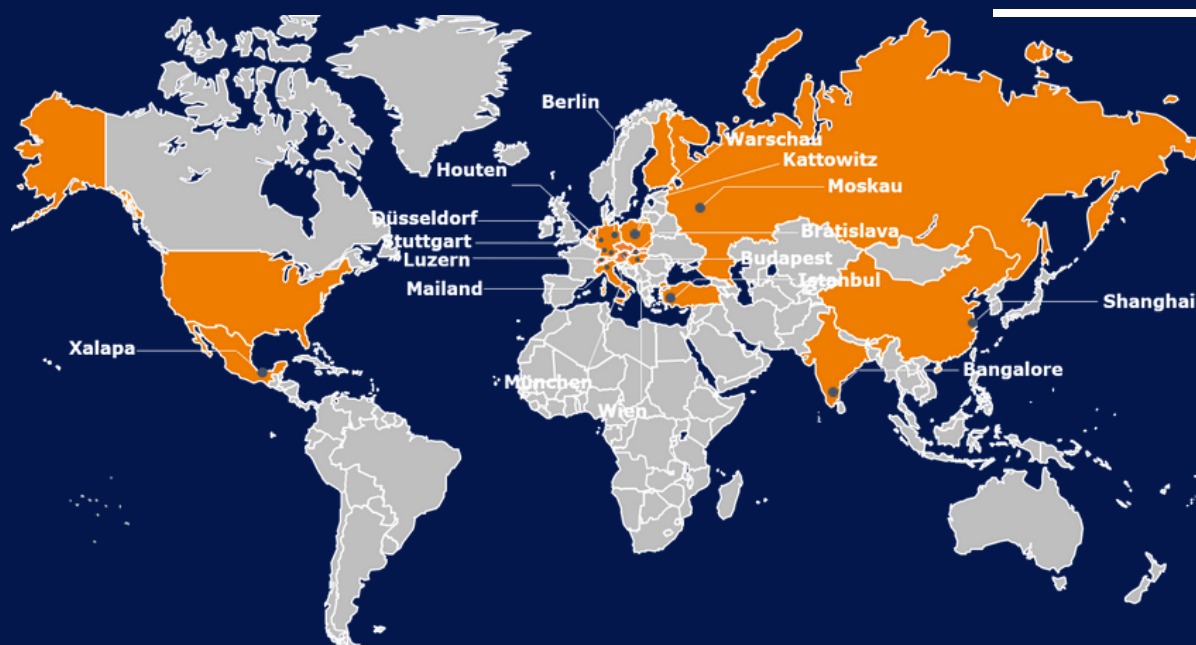 Berlin
Warschau
Kattowitz
Houten
Moskau
Düsseldorf
Bratislava
Stuttgart
Luzern
Budapest
Istanbul
Mailand
Shanghai
Xalapa
Bangalore
München
Wien